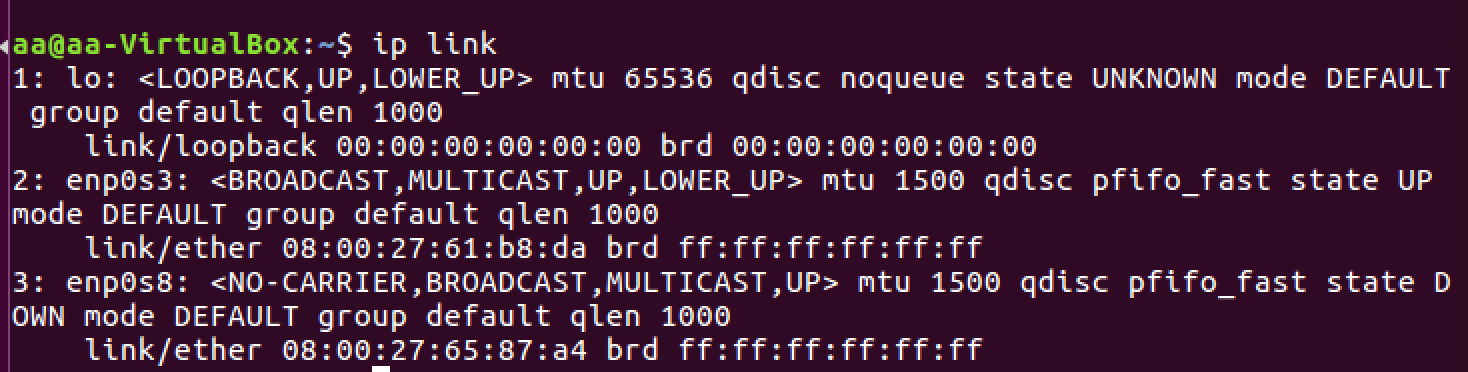 aa@aa-VirtualBox:~$ ip link
1: lo: <LOOPBACK,UP,LOWER_UP> mtu 65536 qdisc noqueue state UNKNOWN mode DEFAULT
 group default qlen 1000
    link/loopback 00:00:00:00:00:00 brd 00:00:00:00:00:00
2: enp0s3: <BROADCAST,MULTICAST,UP,LOWER_UP> mtu 1500 qdisc pfifo_fast state UP
mode DEFAULT group default qlen 1000
    link/ether 08:00:27:61:b8:da brd ff:ff:ff:ff:ff:ff
3: enp0s8: <NO-CARRIER,BROADCAST,MULTICAST,UP> mtu 1500 qdisc pfifo_fast state D
OWN mode DEFAULT group default qlen 1000
    link/ether 08:00:27:65:87:a4 brd ff:ff:ff:ff:ff:ff